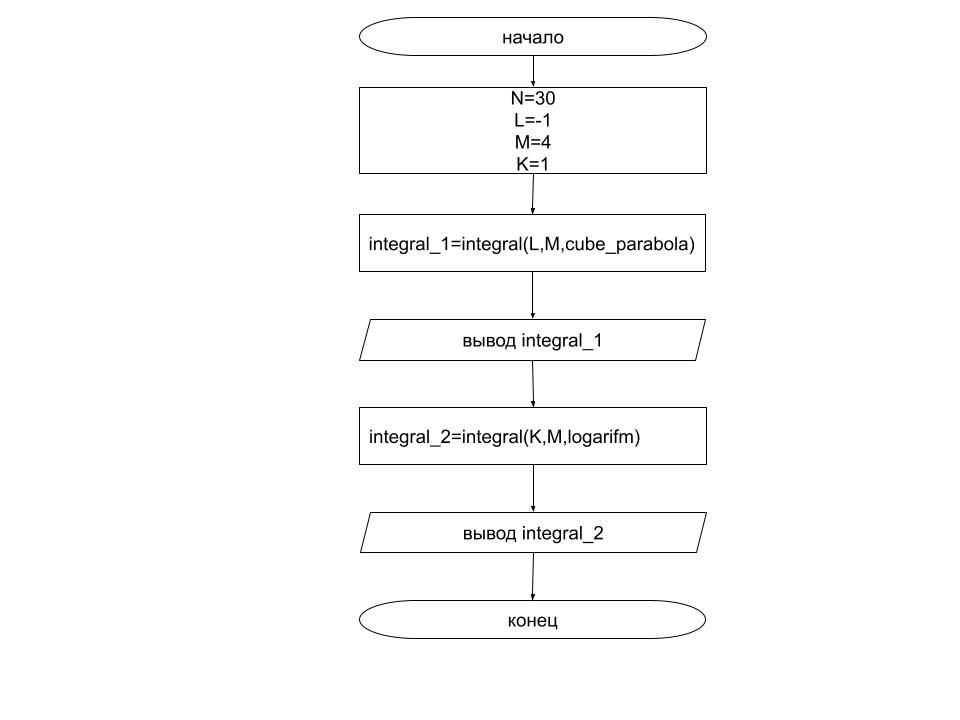 начало
N=30
L=-1
M=4
K=1
integral_1=integral(L,M,cube_parabola)
вывод integral_1
integral_2=integral(K,M,logarifm)
вывод integral_2
конец